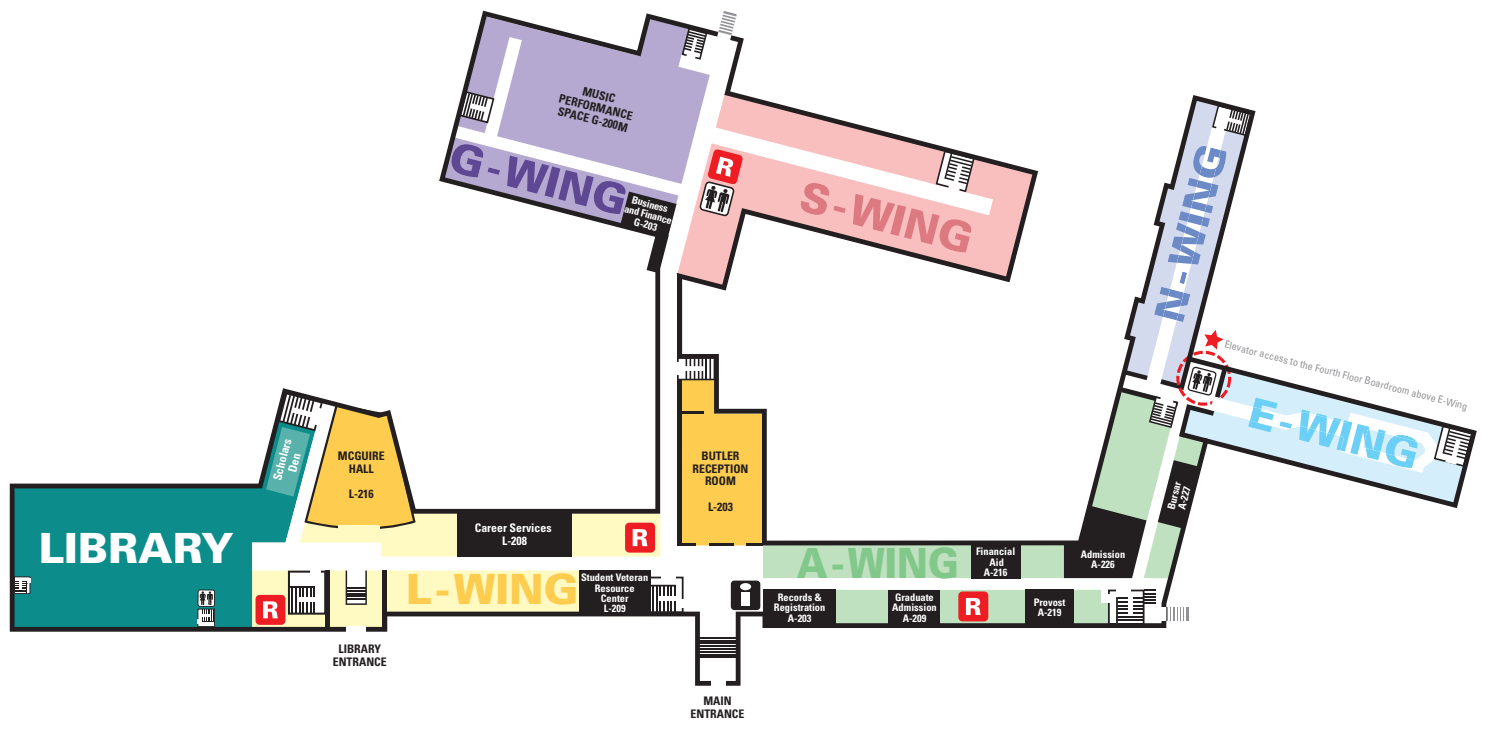 MUSIC
PERFORMANCE
SPACE G-200M
G-WING
Business
and Finance
G-203
R
S-WING
N-WING
Elevator access to the Fourth Floor Boardroom above E-Wing
E-WING
Scholars
Den
MCGUIRE
HALL
L-216
LIBRARY
Career Services
L-208
R
BUTLER
RECEPTION
ROOM
L-203
Bursar
A-227
A-WING
Financial
Aid
A-216
Admission
A-226
L-WING
Student Veteran
Resource
Center
L-209
R
i
Records &
Registration
A-203
Graduate
Admission
A-209
R
Provost
A-219
LIBRARY
ENTRANCE
MAIN
ENTRANCE